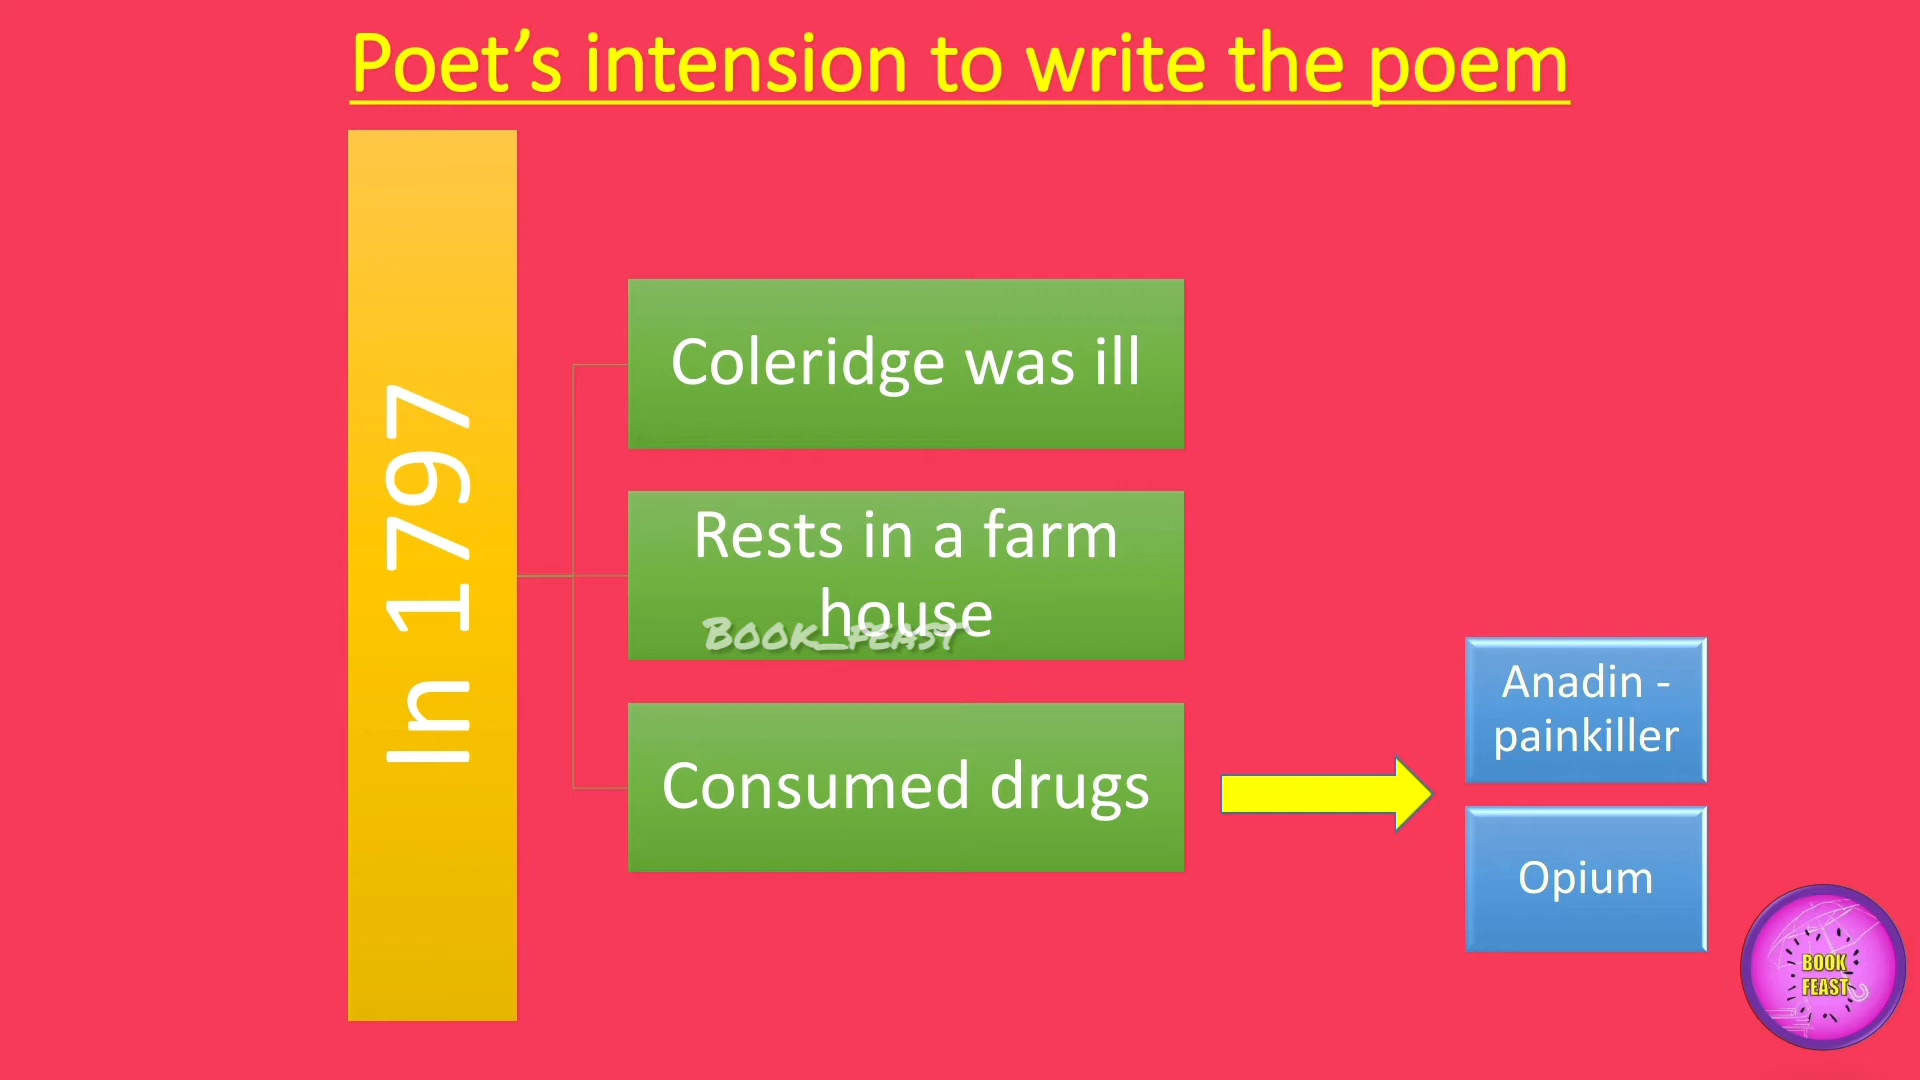 Poet’s intension to write the poem
In 1797
Coleridge was ill
Rests in a farm
house
Book_feast
Consumed drugs
Anadin -
painkiller
Opium
BOOK
FEAST